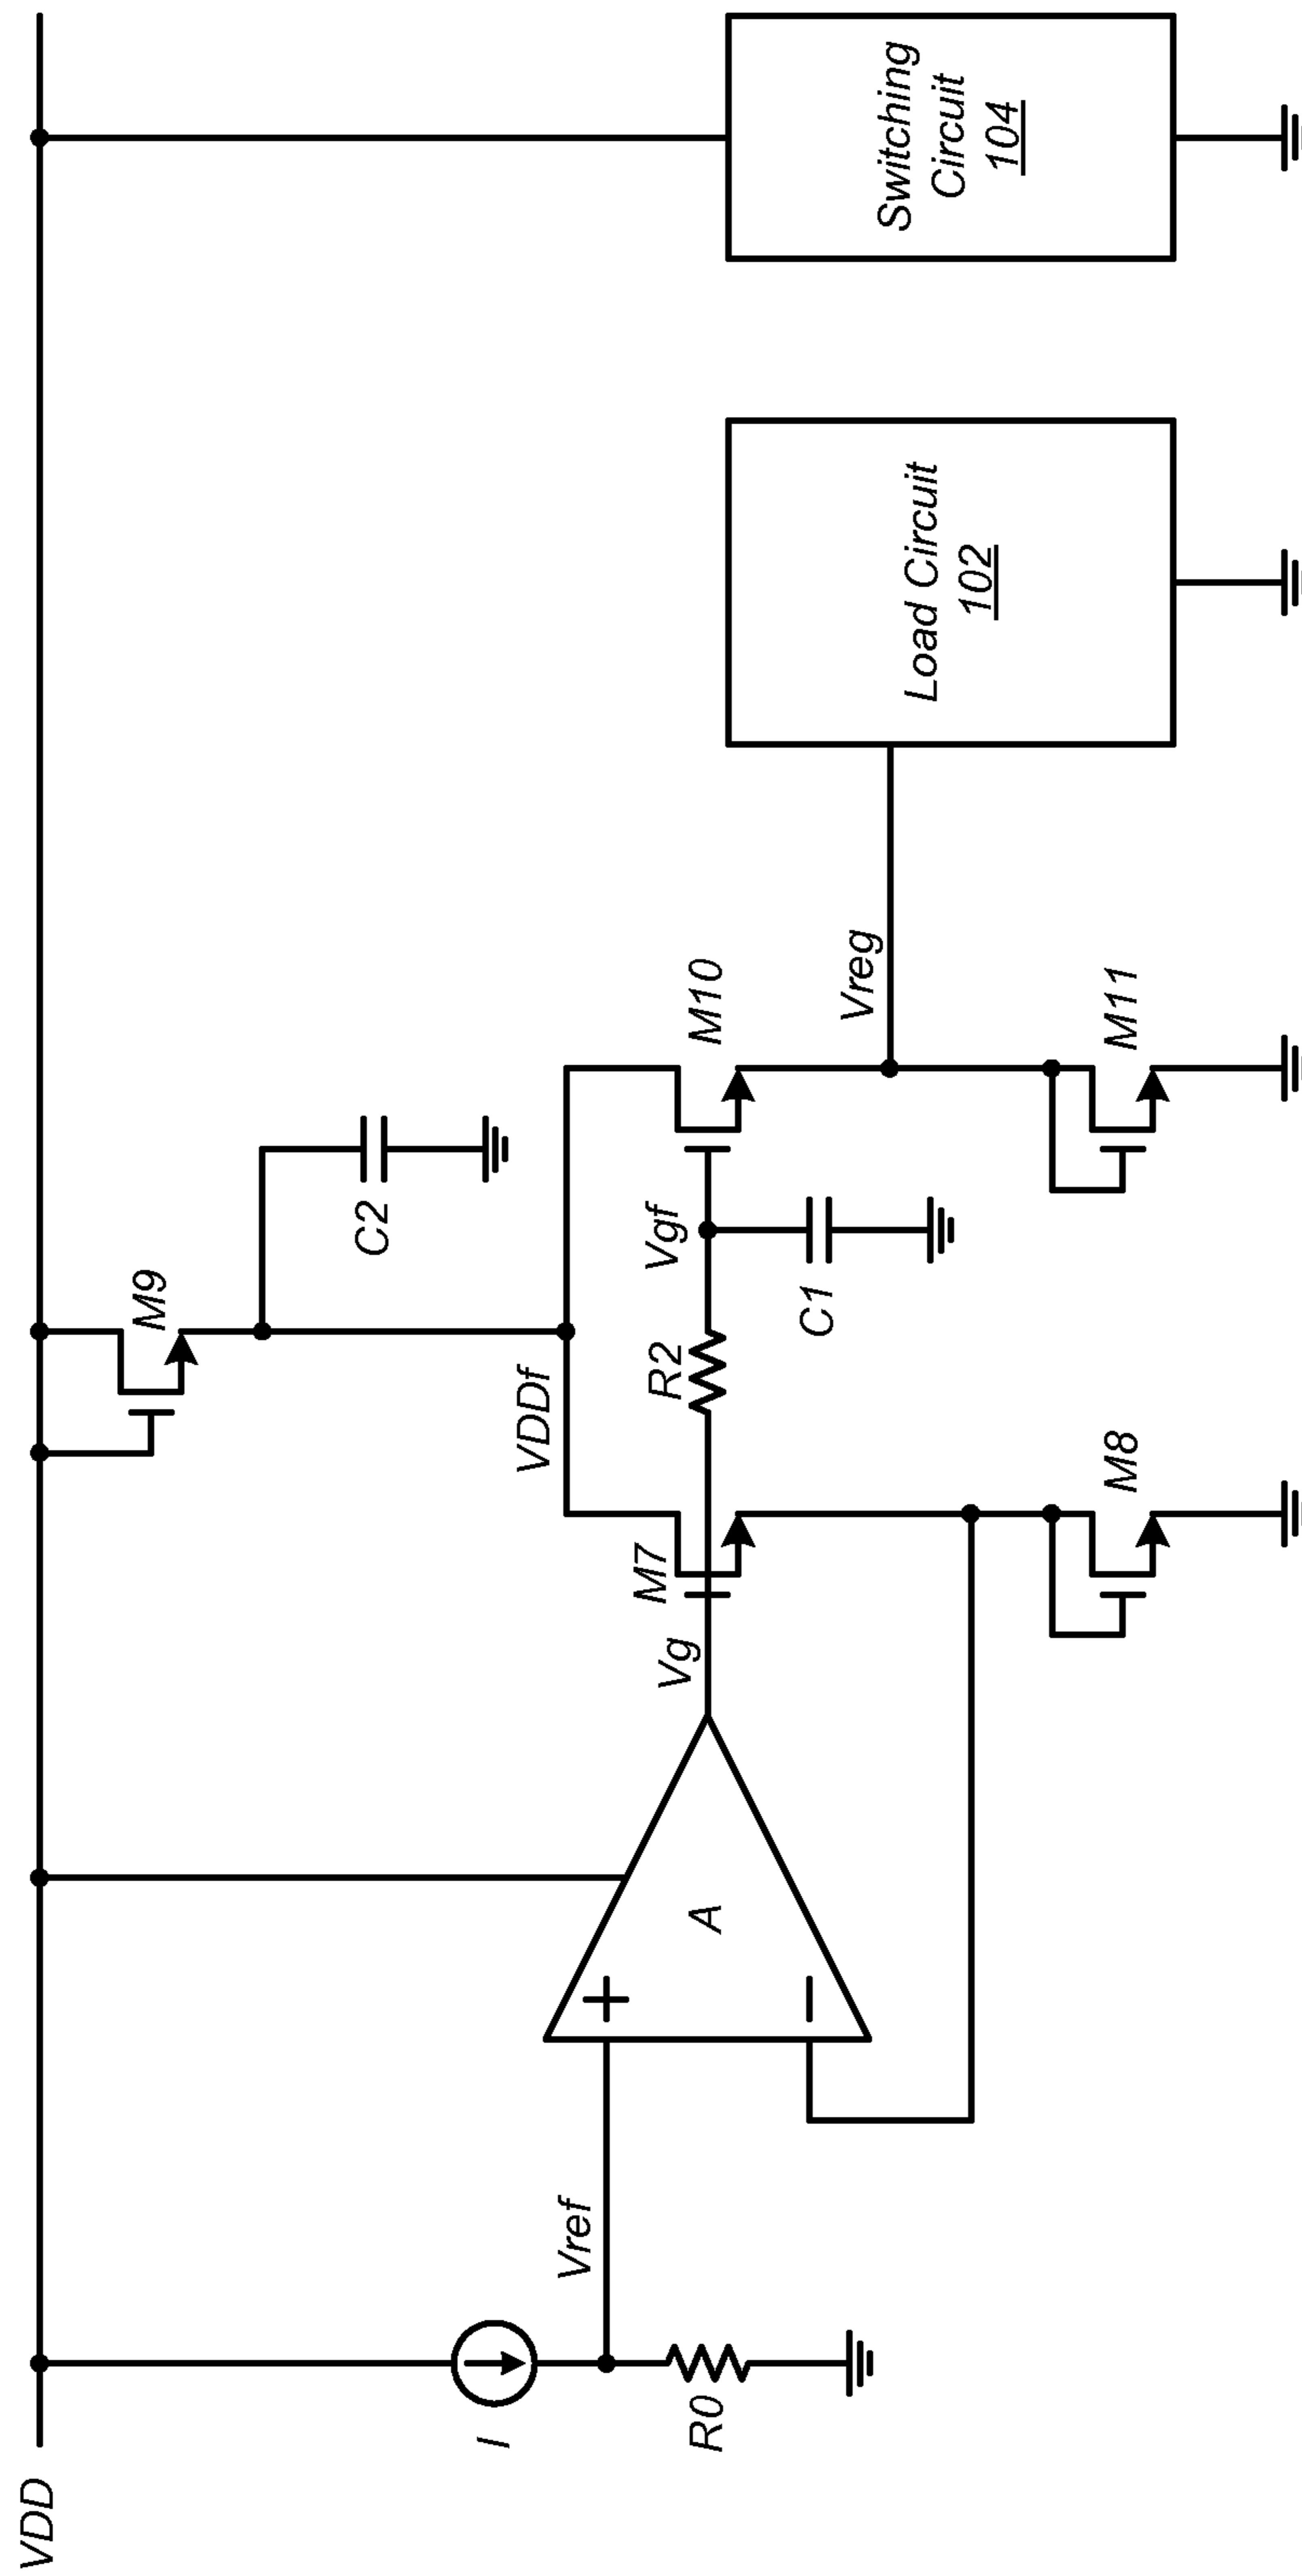 VDD
I
R0
Vref
+
A
−
Vg
M7
M8
VDDf
R2
M9
C2
Vgf
C1
M10
Vreg
M11
Load Circuit
102
Switching
Circuit
104